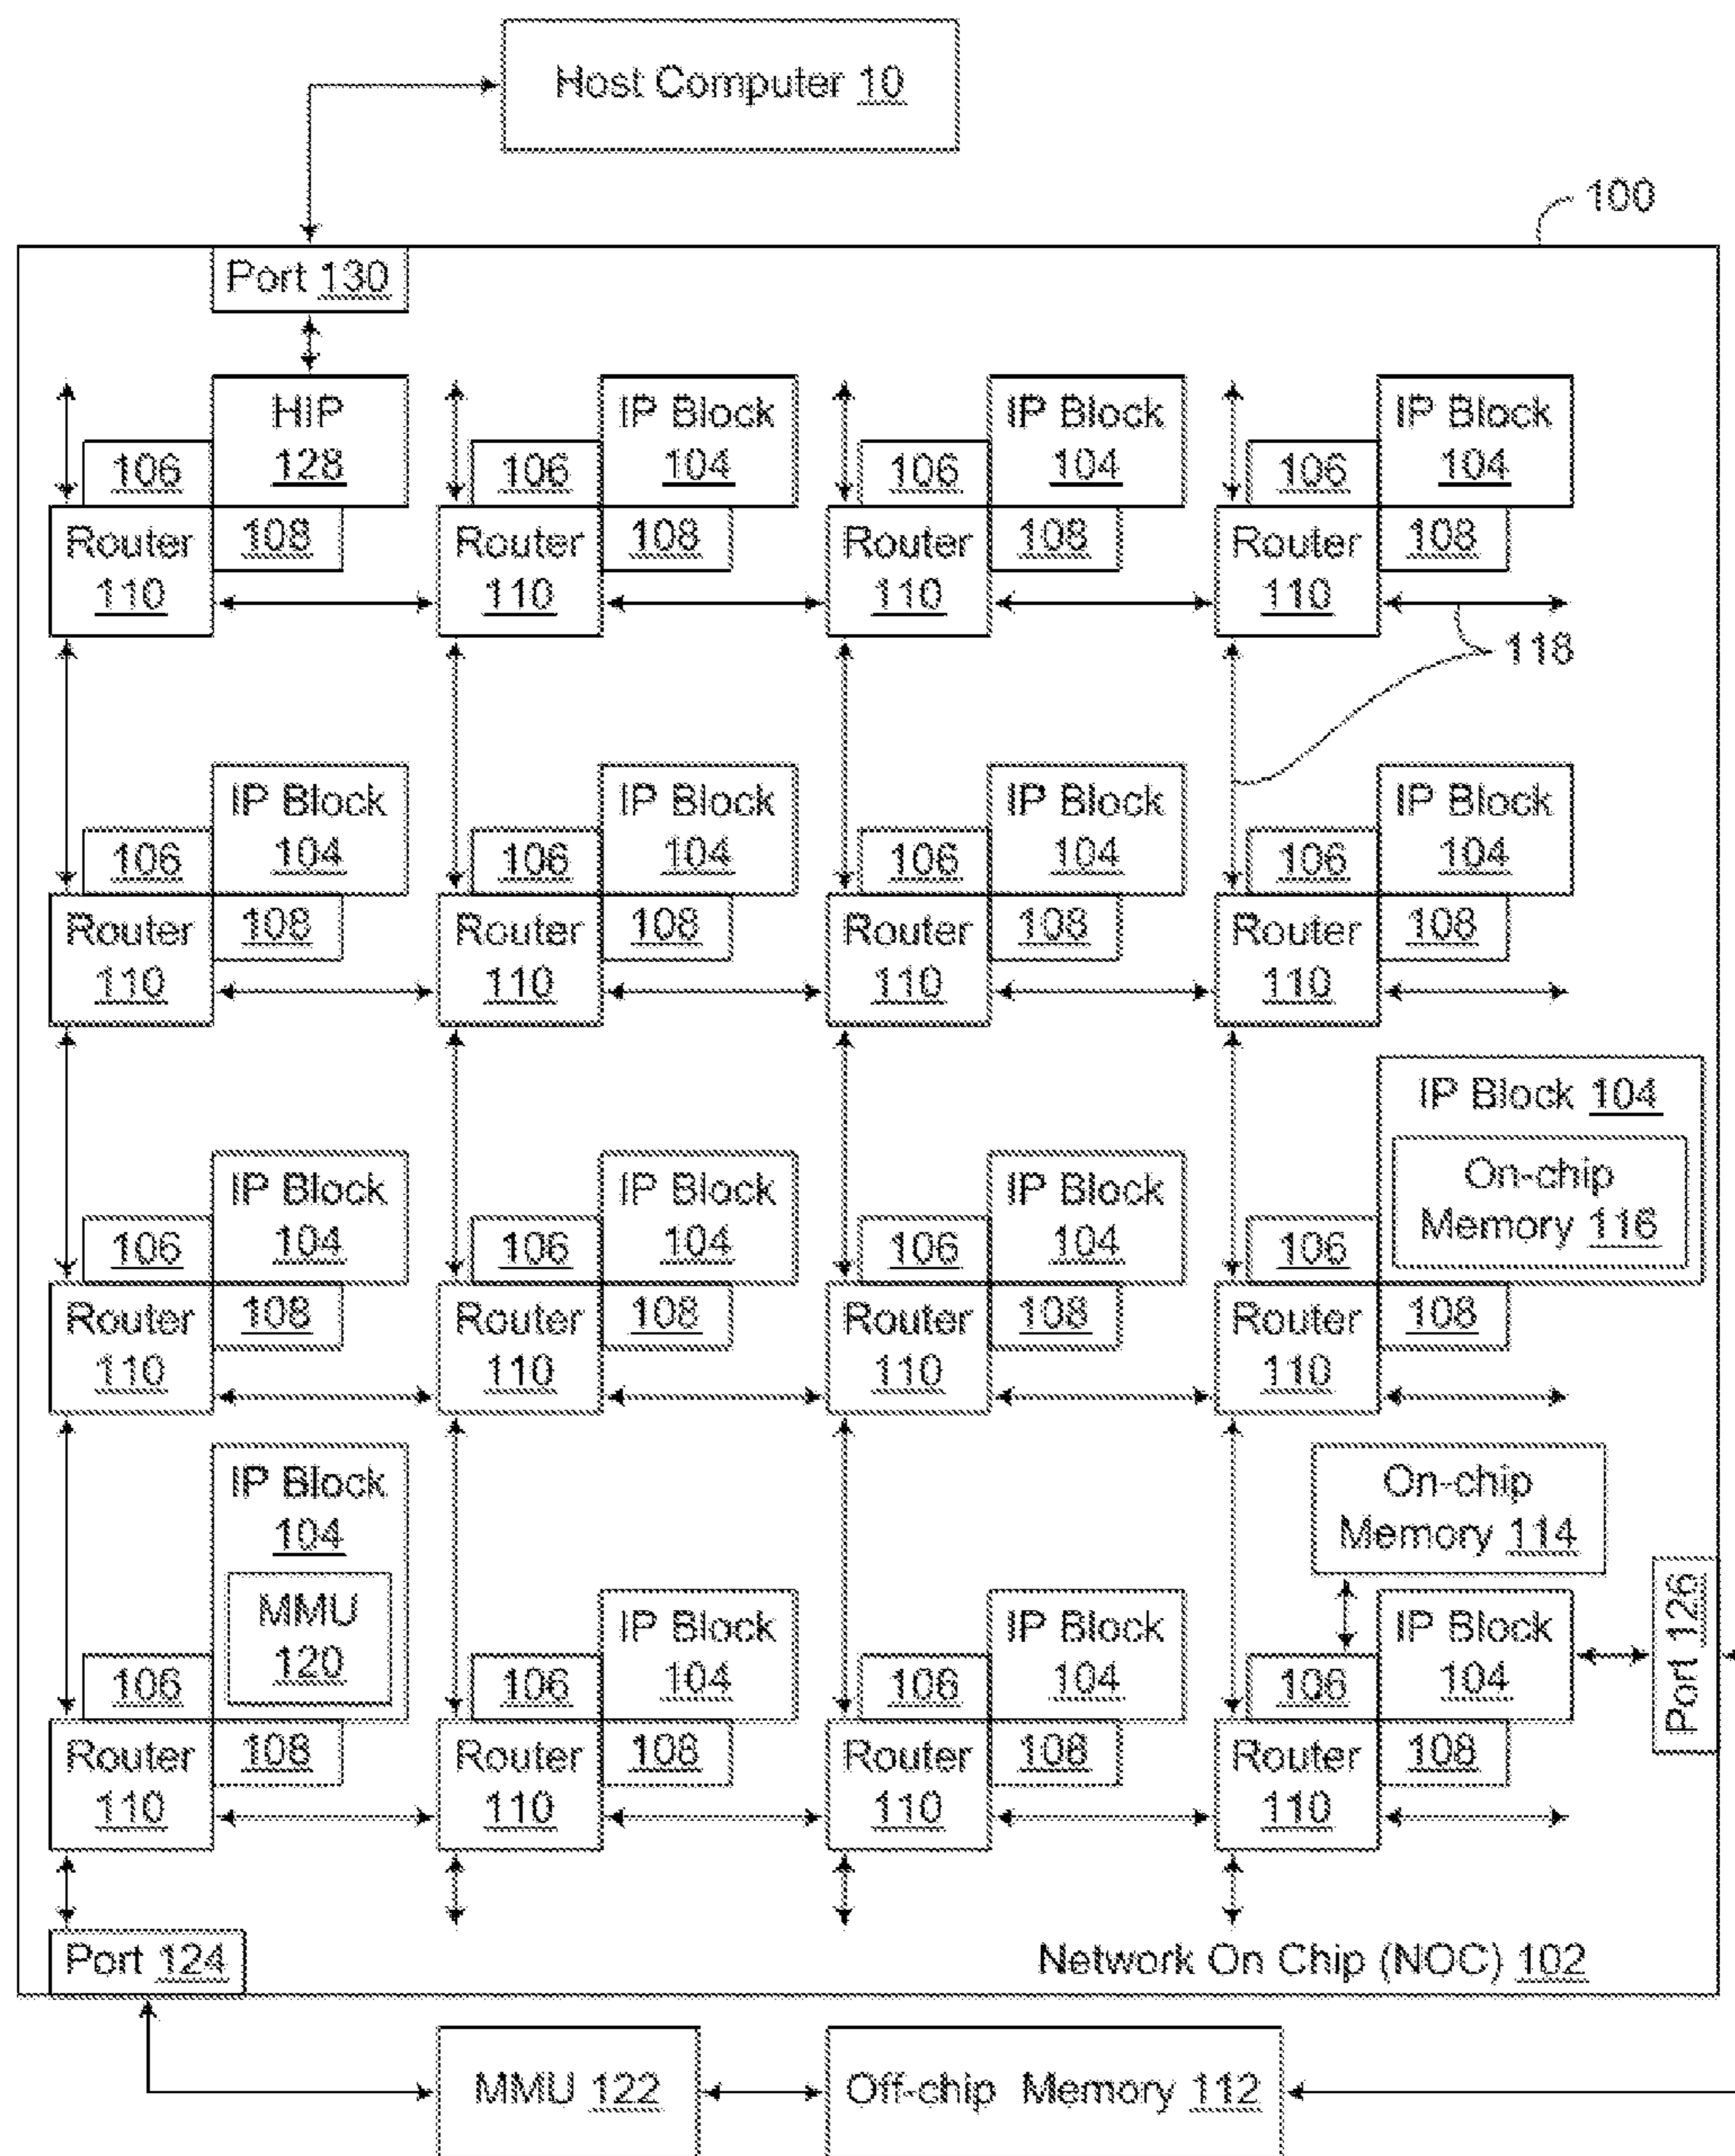 Host Computer 10
100
Port 130
HIP
128
106
Router
110
108
IP Block
104
106
Router
110
108
IP Block
104
106
Router
110
108
IP Block
104
106
Router
110
108
118
IP Block
104
106
Router
110
108
IP Block
104
106
Router
110
108
IP Block
104
106
Router
110
108
IP Block
104
106
Router
110
108
IP Block
104
106
Router
110
108
IP Block
104
106
Router
110
108
IP Block
104
106
Router
110
108
IP Block 104
On-chip
Memory 116
106
Router
110
108
IP Block
104
MMU
120
106
Router
110
108
IP Block
104
106
Router
110
108
IP Block
104
106
Router
110
108
On-chip
Memory 114
IP Block
104
106
Router
110
108
Port 126
Port 124
Network On Chip (NOC) 102
MMU 122
Off-chip Memory 112